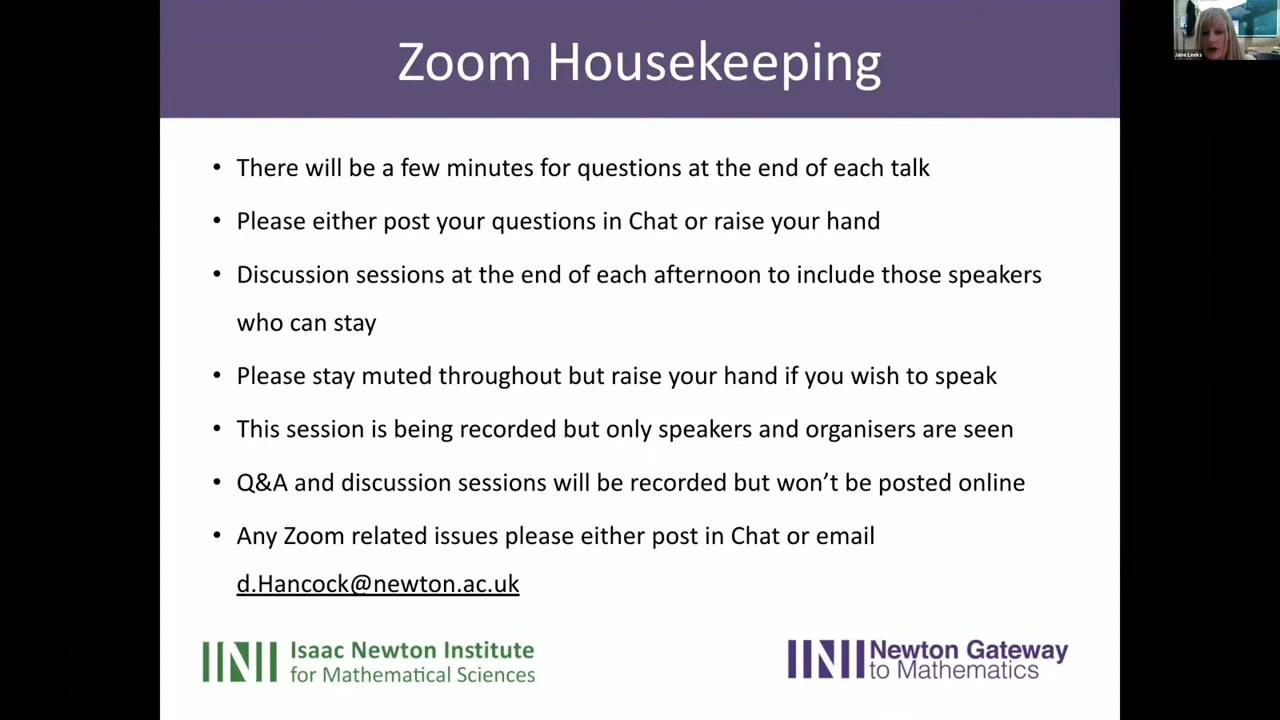 Zoom Housekeeping
• There will be a few minutes for questions at the end of each talk
• Please either post your questions in Chat or raise your hand
• Discussion sessions at the end of each afternoon to include those speakers
who can stay
• Please stay muted throughout but raise your hand if you wish to speak
• This session is being recorded but only speakers and organisers are seen
• Q&A and discussion sessions will be recorded but won’t be posted online
• Any Zoom related issues please either post in Chat or email
d.Hancock@newton.ac.uk
Isaac Newton Institute
for Mathematical Sciences
Newton Gateway
to Mathematics
Jane Leeks